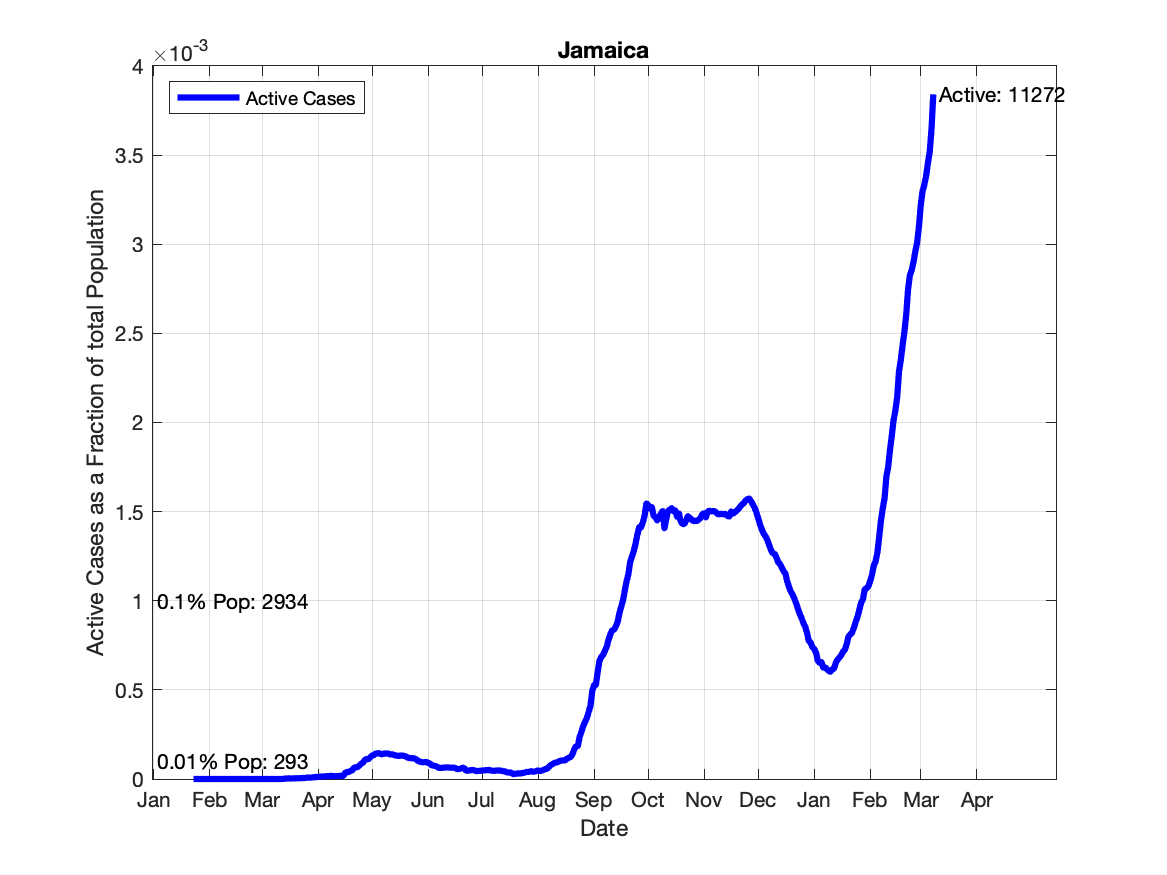 Jamaica
×10-3
Active Cases
Active: 11272
4
3.5
3
2.5
2
1.5
1
0.5
0
0.1% Pop: 2934
0.01% Pop: 293
Active Cases as a Fraction of total Population
Jan Feb Mar Apr May Jun Jul Aug Sep Oct Nov Dec Jan Feb Mar Apr
Date